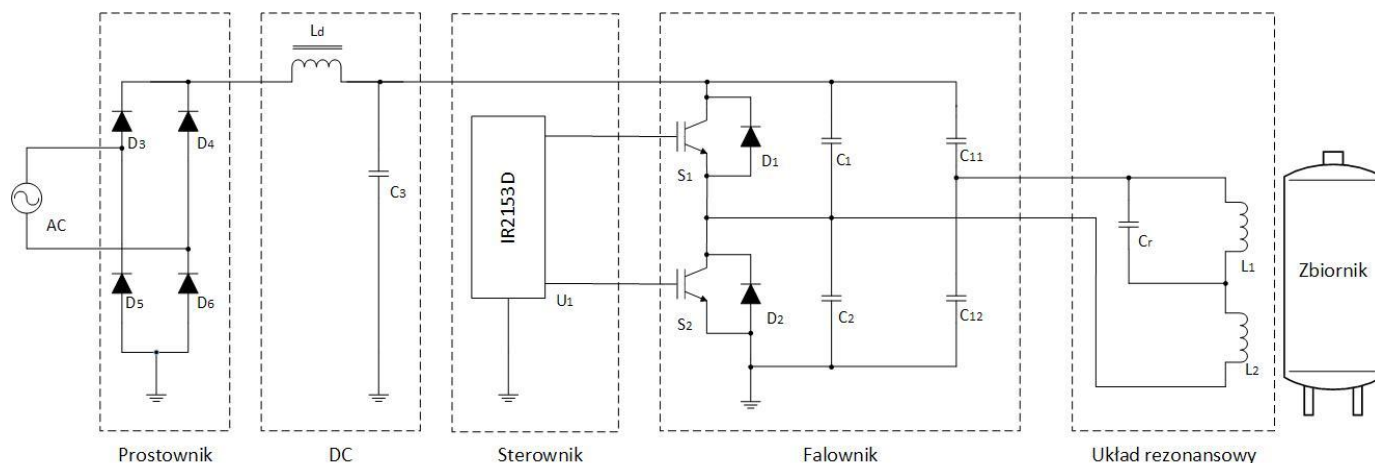 Ld
D3
D4
AC
D5
D6
C3
IR2153D
U1
S1
D1
C1
C11
S2
D2
C2
C12
Cr
L1
L2
Zbiornik
Prostownik
DC
Sterownik
Falownik
Układ rezonansowy